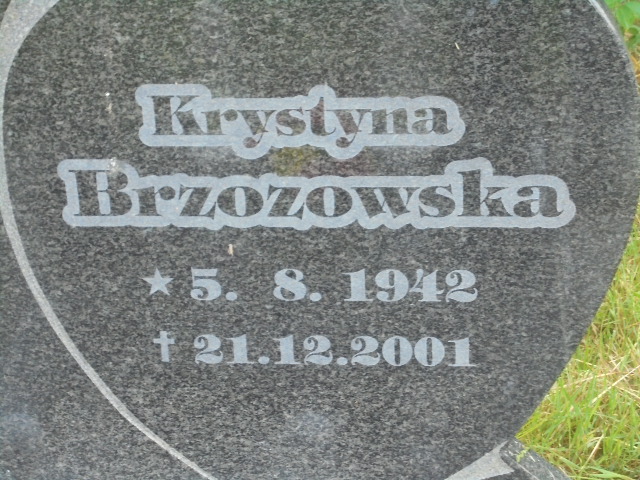 Krystyna
Brzozowska
★ 5. 8. 1942
† 21.12.2001